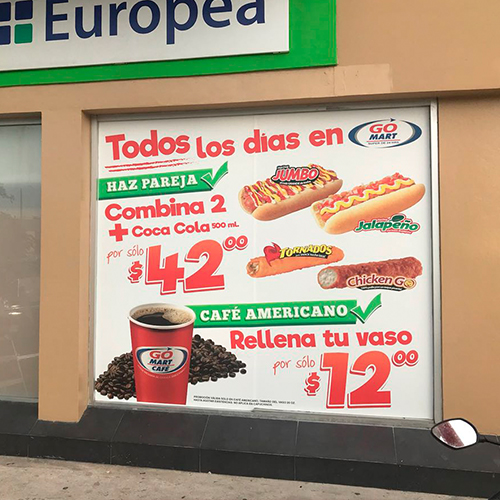 Europea
Todos los días en GO MART
HAZ PAREJA
Combina 2
+ Coca Cola 500 mL.
por sólo $42.00
JUMBO
Jalapeño
TORNADOS
Chicken Go
CAFÉ AMERICANO
Rellena tu vaso
por sólo $12.00
GO MART CAFÉ